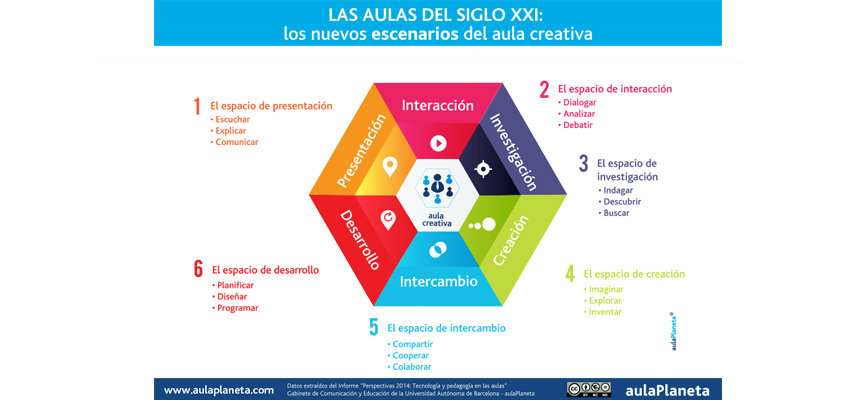 LAS AULAS DEL SIGLO XXI:
los nuevos escenarios del aula creativa
1 El espacio de presentación
• Escuchar
• Explicar
• Comunicar
2 El espacio de interacción
• Dialogar
• Analizar
• Debatir
3 El espacio de
investigación
• Indagar
• Descubrir
• Buscar
Presentación
Interacción
Investigación
aula
creativa
Desarrollo
Intercambio
Creación
6 El espacio de desarrollo
• Planificar
• Diseñar
• Programar
4 El espacio de creación
• Imaginar
• Explorar
• Inventar
5 El espacio de intercambio
• Compartir
• Cooperar
• Colaborar
aulaPlaneta
www.aulaplaneta.com
Datos extraídos del Informe "Perspectivas 2014: Tecnología y pedagogía en las aulas"
Gabinete de Comunicación y Educación de la Universidad Autónoma de Barcelona - aulaPlaneta
cc
BY NC ND
aulaPlaneta